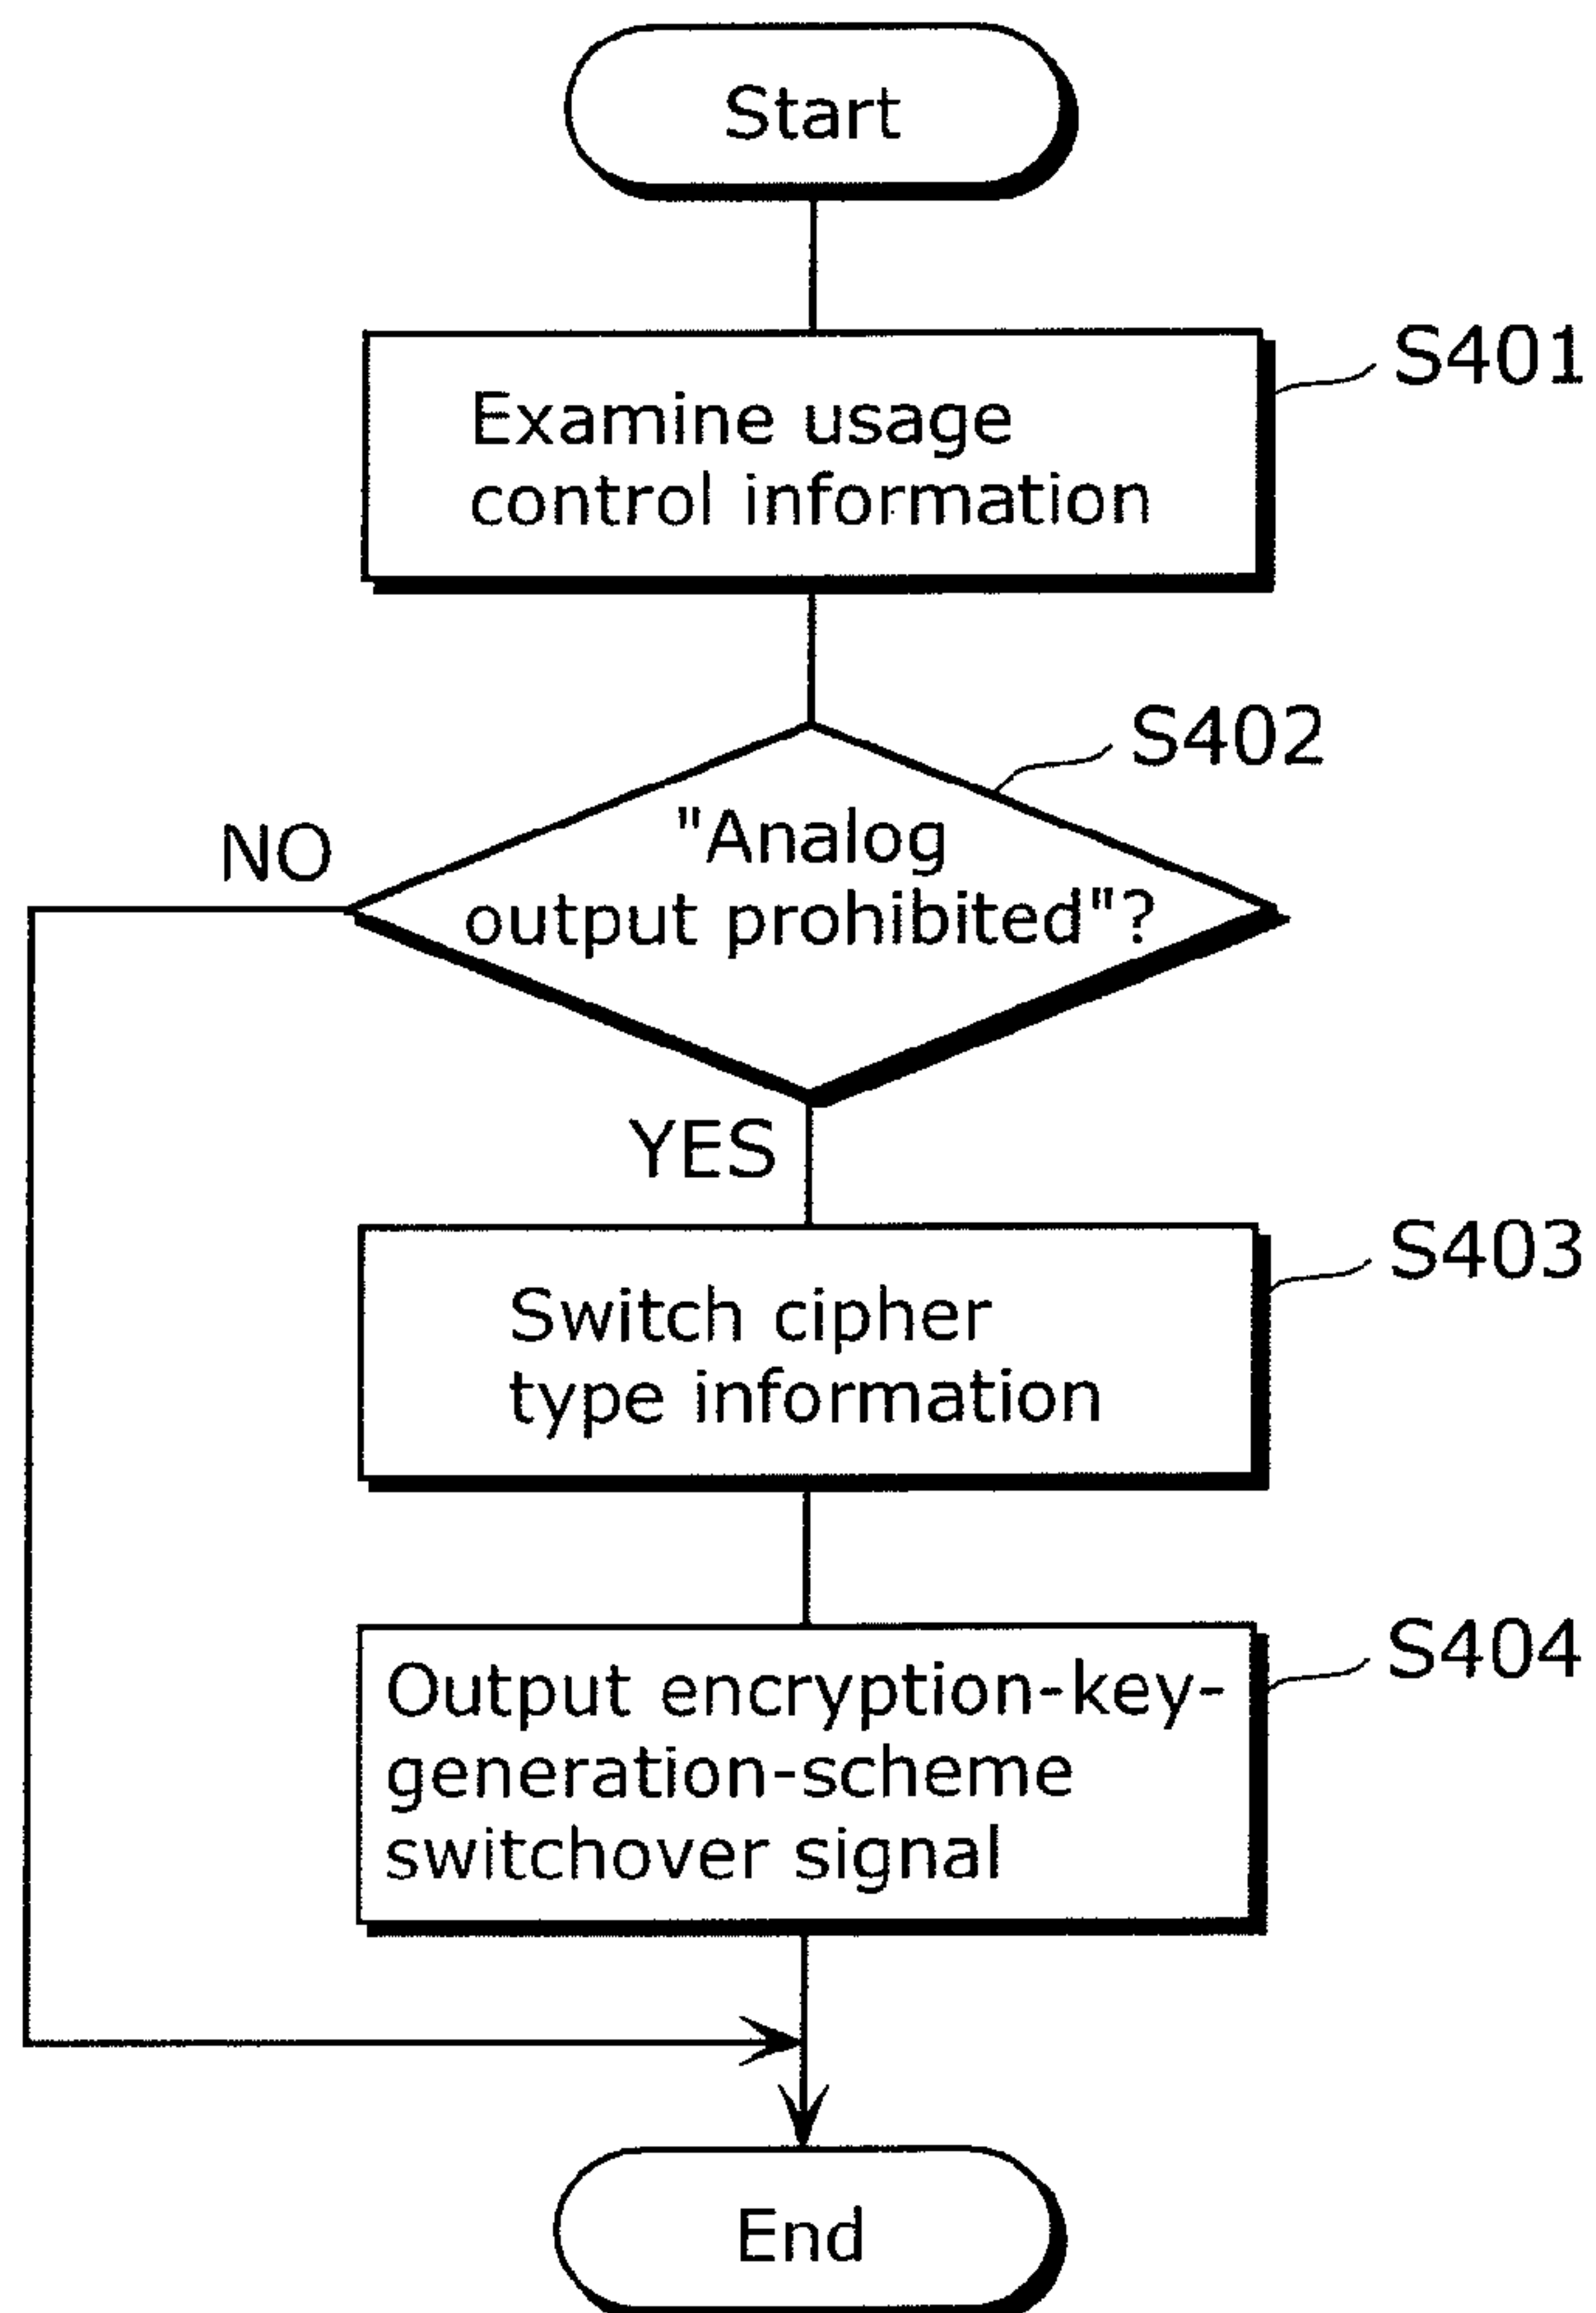 Start
S401
Examine usage
control information
S402
NO
"Analog
output prohibited"?
YES
S403
Switch cipher
type information
S404
Output encryption-key-
generation-scheme
switchover signal
End